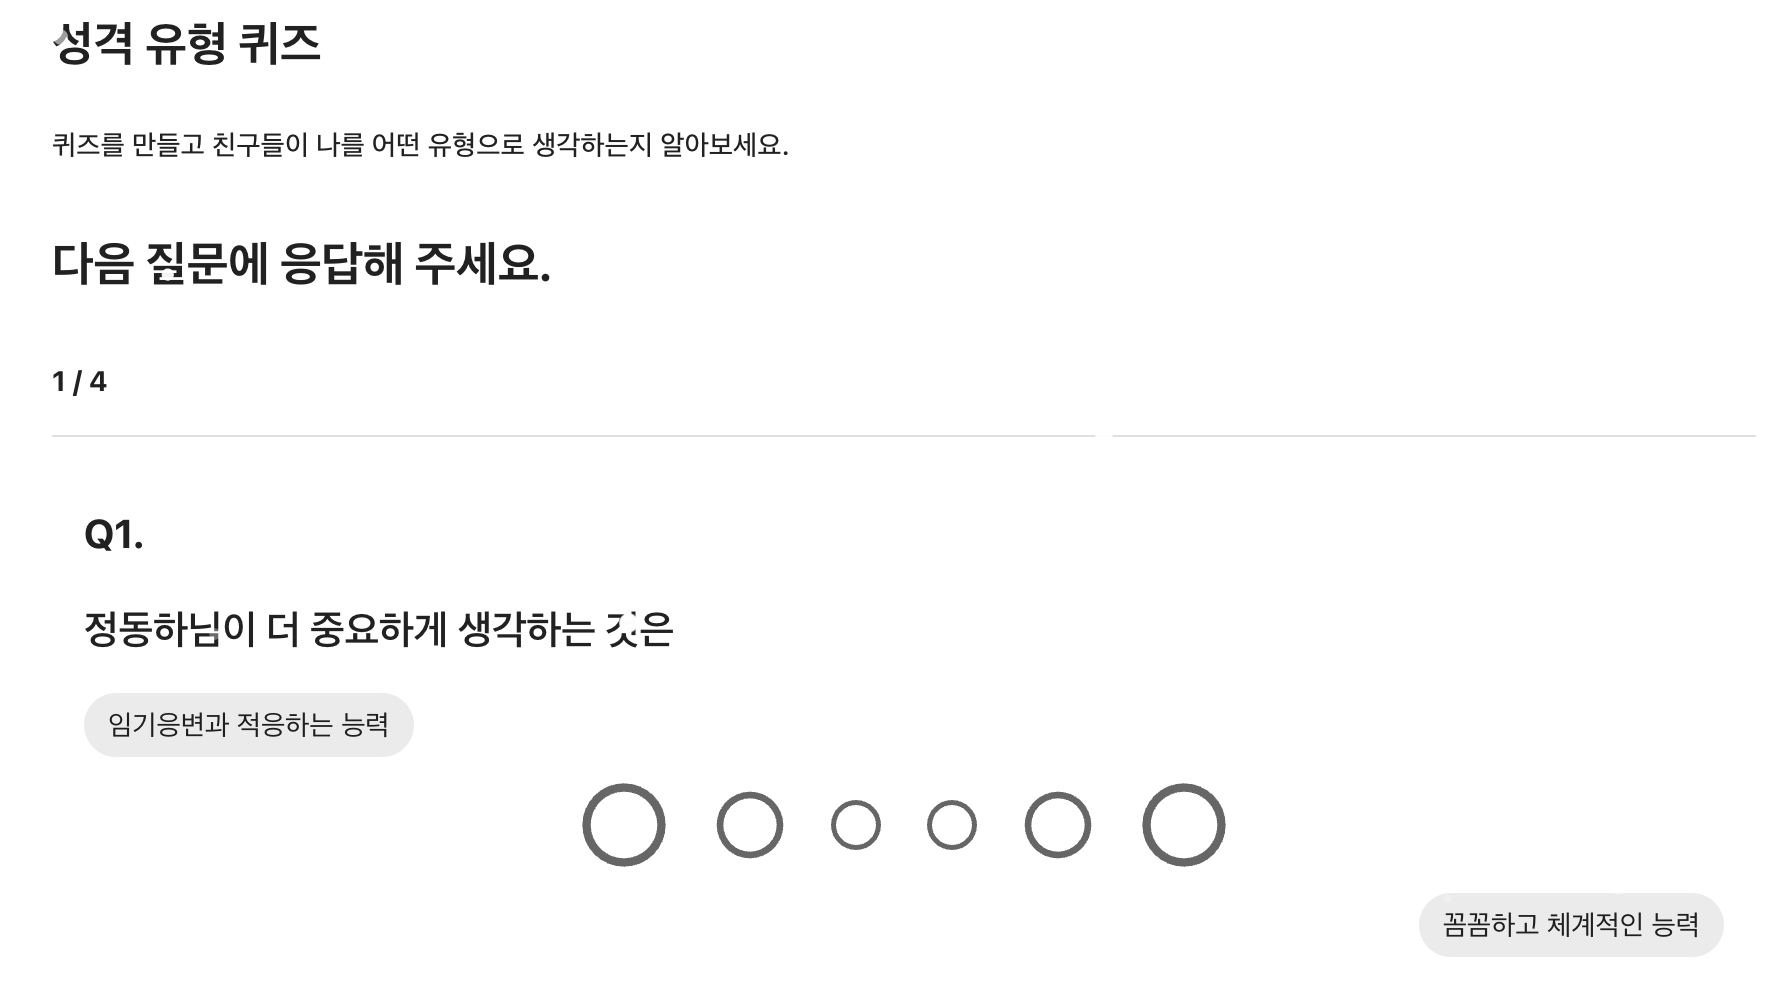 성격 유형 퀴즈
퀴즈를 만들고 친구들이 나를 어떤 유형으로 생각하는지 알아보세요.
다음 질문에 응답해 주세요.
1 / 4
Q1.
정동하님이 더 중요하게 생각하는 것은
임기응변과 적응하는 능력
꼼꼼하고 체계적인 능력